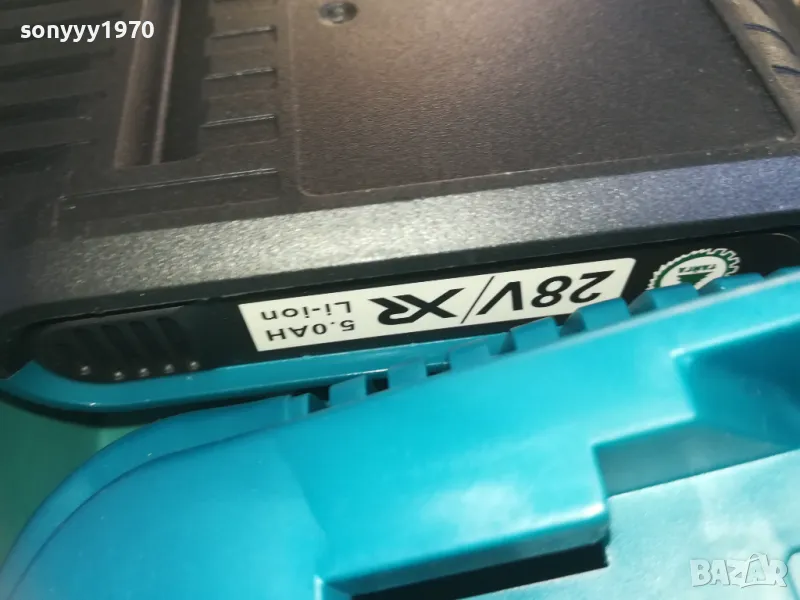 sonyyy1970
28V/XR
5.0AH
Li-ion
BAZAR